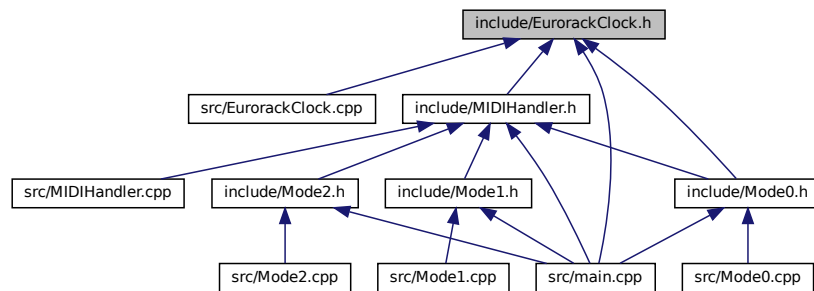 include/EurorackClock.h
src/EurorackClock.cpp
include/MIDIHandler.h
src/MIDIHandler.cpp
include/Mode2.h
include/Mode1.h
include/Mode0.h
src/Mode2.cpp
src/Mode1.cpp
src/main.cpp
src/Mode0.cpp